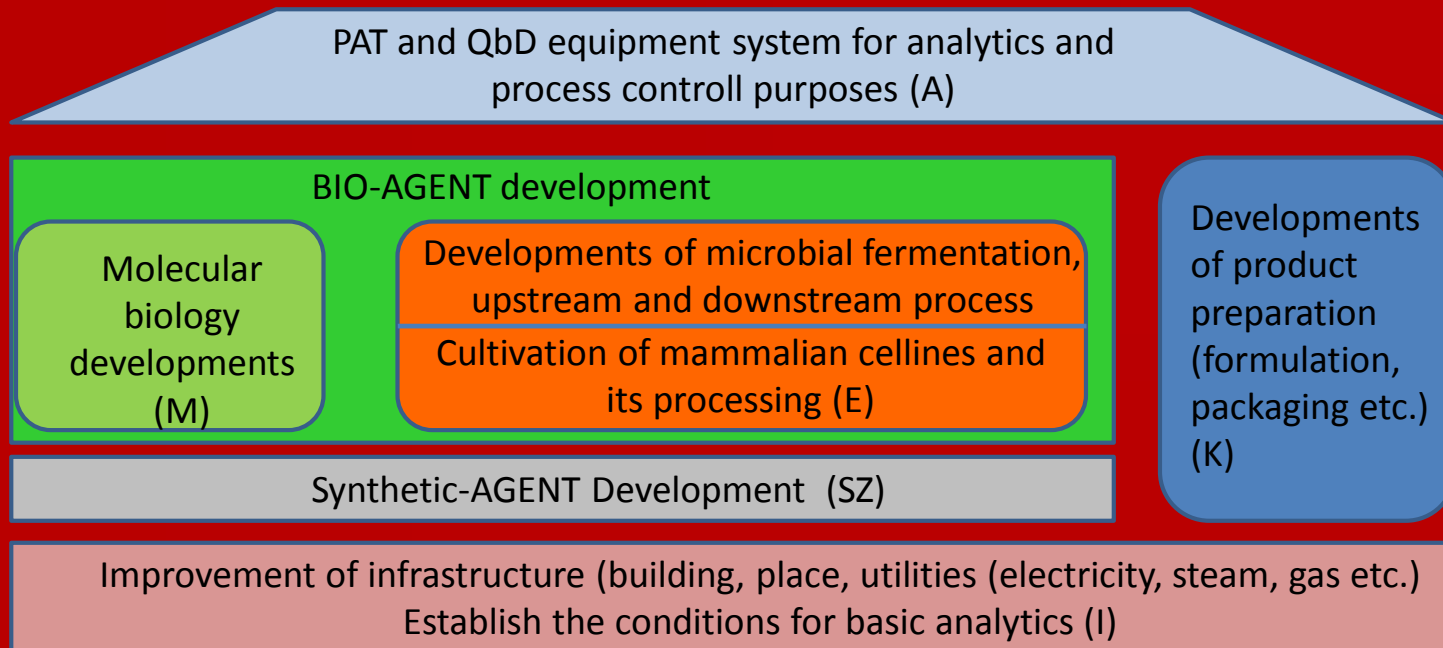 PAT and QbD equipment system for analytics and
process controll purposes (A)
BIO-AGENT development
Molecular
biology
developments
(M)
Developments of microbial fermentation,
upstream and downstream process
Cultivation of mammalian cellines and
its processing (E)
Developments
of product
preparation
(formulation,
packaging etc.)
(K)
Synthetic-AGENT Development (SZ)
Improvement of infrastructure (building, place, utilities (electricity, steam, gas etc.)
Establish the conditions for basic analytics (I)